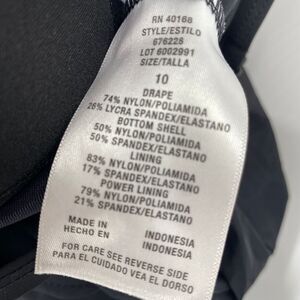 RN 40168
STYLE/ESTILO
676228
LOT 6002991
SIZE/TALLA
10
DRAPE
74% NYLON/POLIAMIDA
26% LYCRA SPANDEX/ELASTANO
BOTTOM SHELL
50% NYLON/POLIAMIDA
50% SPANDEX/ELASTANO
LINING
83% NYLON/POLIAMIDA
17% SPANDEX/ELASTANO
POWER LINING
79% NYLON/POLIAMIDA
21% SPANDEX/ELASTANO
MADE IN INDONESIA
HECHO EN INDONESIA
FOR CARE SEE REVERSE SIDE
PARA EL CUIDADO VEA EL DORSO